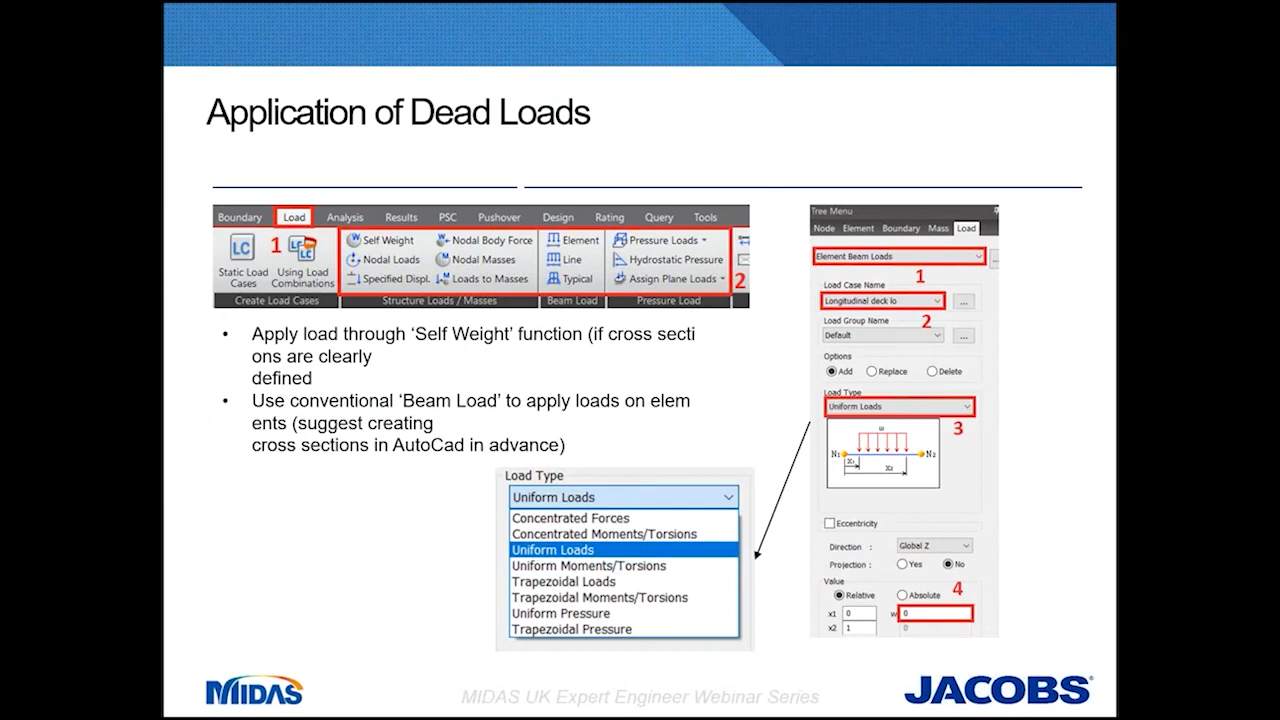 Application of Dead Loads
Boundary Load Analysis Results PSC Pushover Design Rating Query Tools
1
LC
Static Load Cases
Using Load Combinations
Create Load Cases
Self Weight Nodal Body Force
Nodal Loads Nodal Masses
Specified Displ. Loads to Masses
Structure Loads / Masses
Element
Line
Typical
Beam Load
Pressure Loads
Hydrostatic Pressure
Assign Plane Loads
Pressure Load
2
• Apply load through ‘Self Weight’ function (if cross secti
ons are clearly
defined
• Use conventional ‘Beam Load’ to apply loads on elem
ents (suggest creating
cross sections in AutoCad in advance)
Load Type
Uniform Loads
Concentrated Forces
Concentrated Moments/Torsions
Uniform Loads
Uniform Moments/Torsions
Trapezoidal Loads
Trapezoidal Moments/Torsions
Uniform Pressure
Trapezoidal Pressure
Tree Menu
Node Element Boundary Mass Load
Element Beam Loads
...
1
Load Case Name
Longitudinal deck lo
...
2
Load Group Name
Default
...
Options
Add Replace Delete
Load Type
Uniform Loads
3
ω
N1 N2
X1
X2
Eccentricity
Direction : Global Z
Projection : Yes No
Value
4
Relative Absolute
x1 0 w 0
x2 1 0
MIDAS
MIDAS UK Expert Engineer Webinar Series
JACOBS